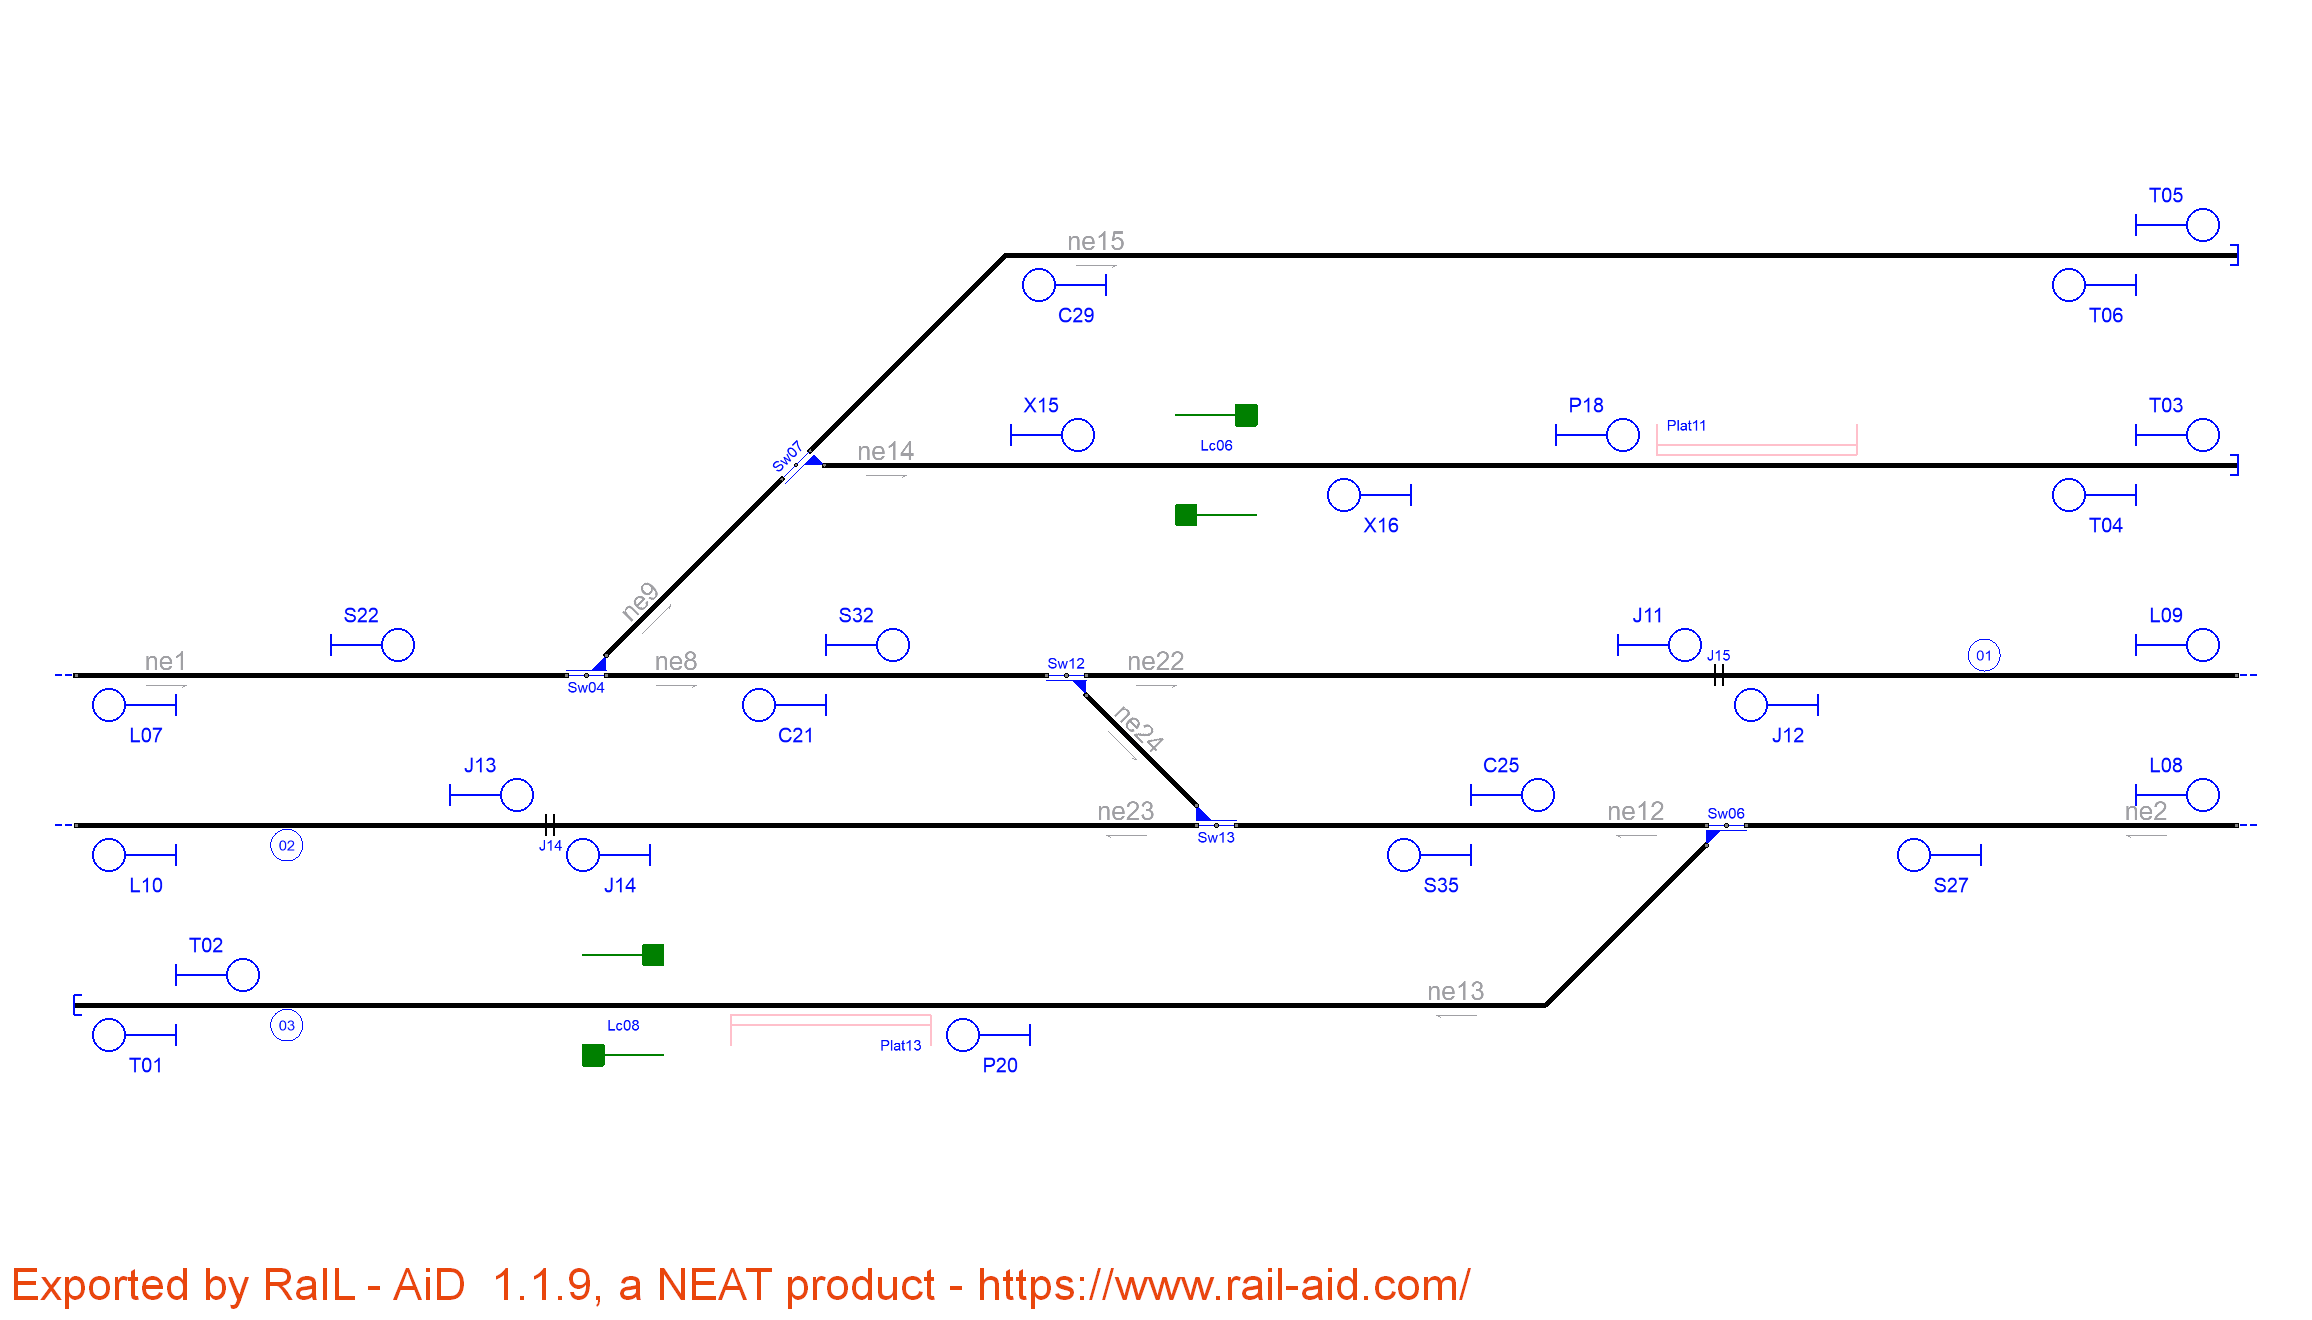 T05
ne15
C29
T06
X15
P18
T03
Plat11
Lc06
Sw07
ne14
X16
T04
ne9
S22
S32
J11
L09
ne1
ne8
Sw12
ne22
J15
01
Sw04
L07
C21
ne24
J12
J13
C25
L08
ne23
ne12
Sw06
ne2
02
J14
Sw13
L10
J14
S35
S27
T02
ne13
03
Lc08
Plat13
T01
P20
Exported by RaIL - AiD 1.1.9, a NEAT product - https://www.rail-aid.com/